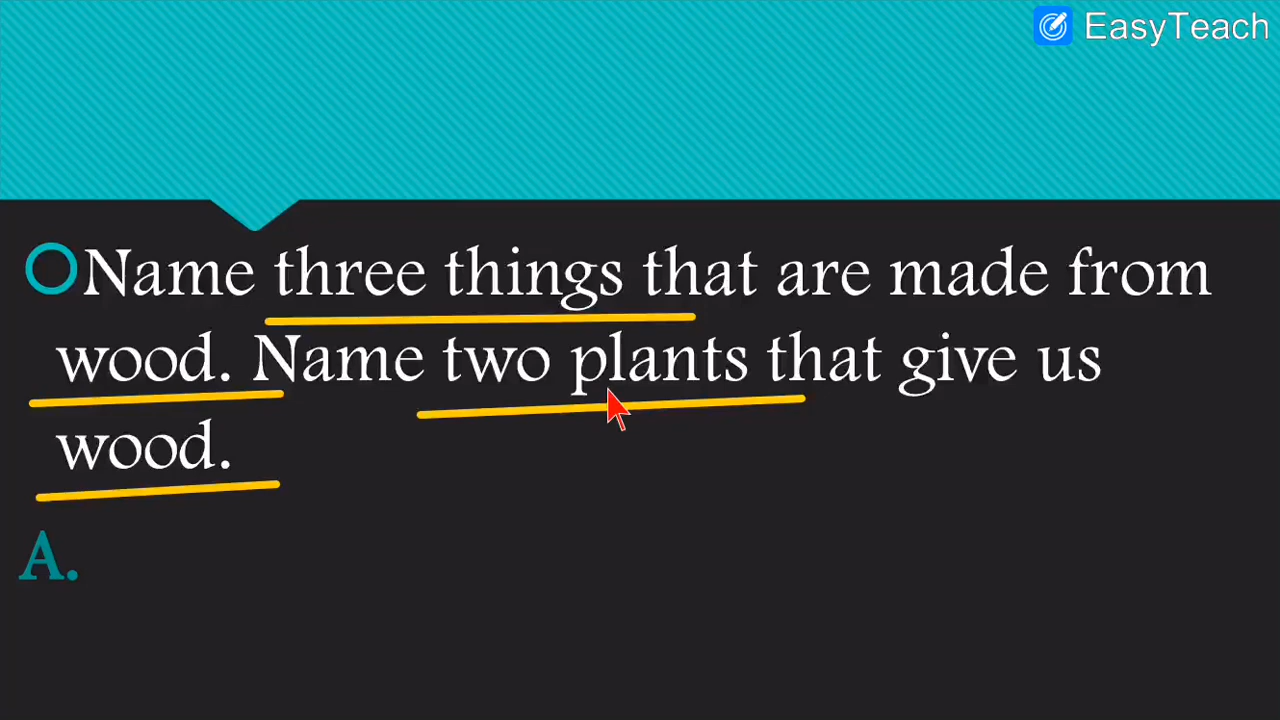 EasyTeach
Name three things that are made from
wood. Name two plants that give us
wood.
A.